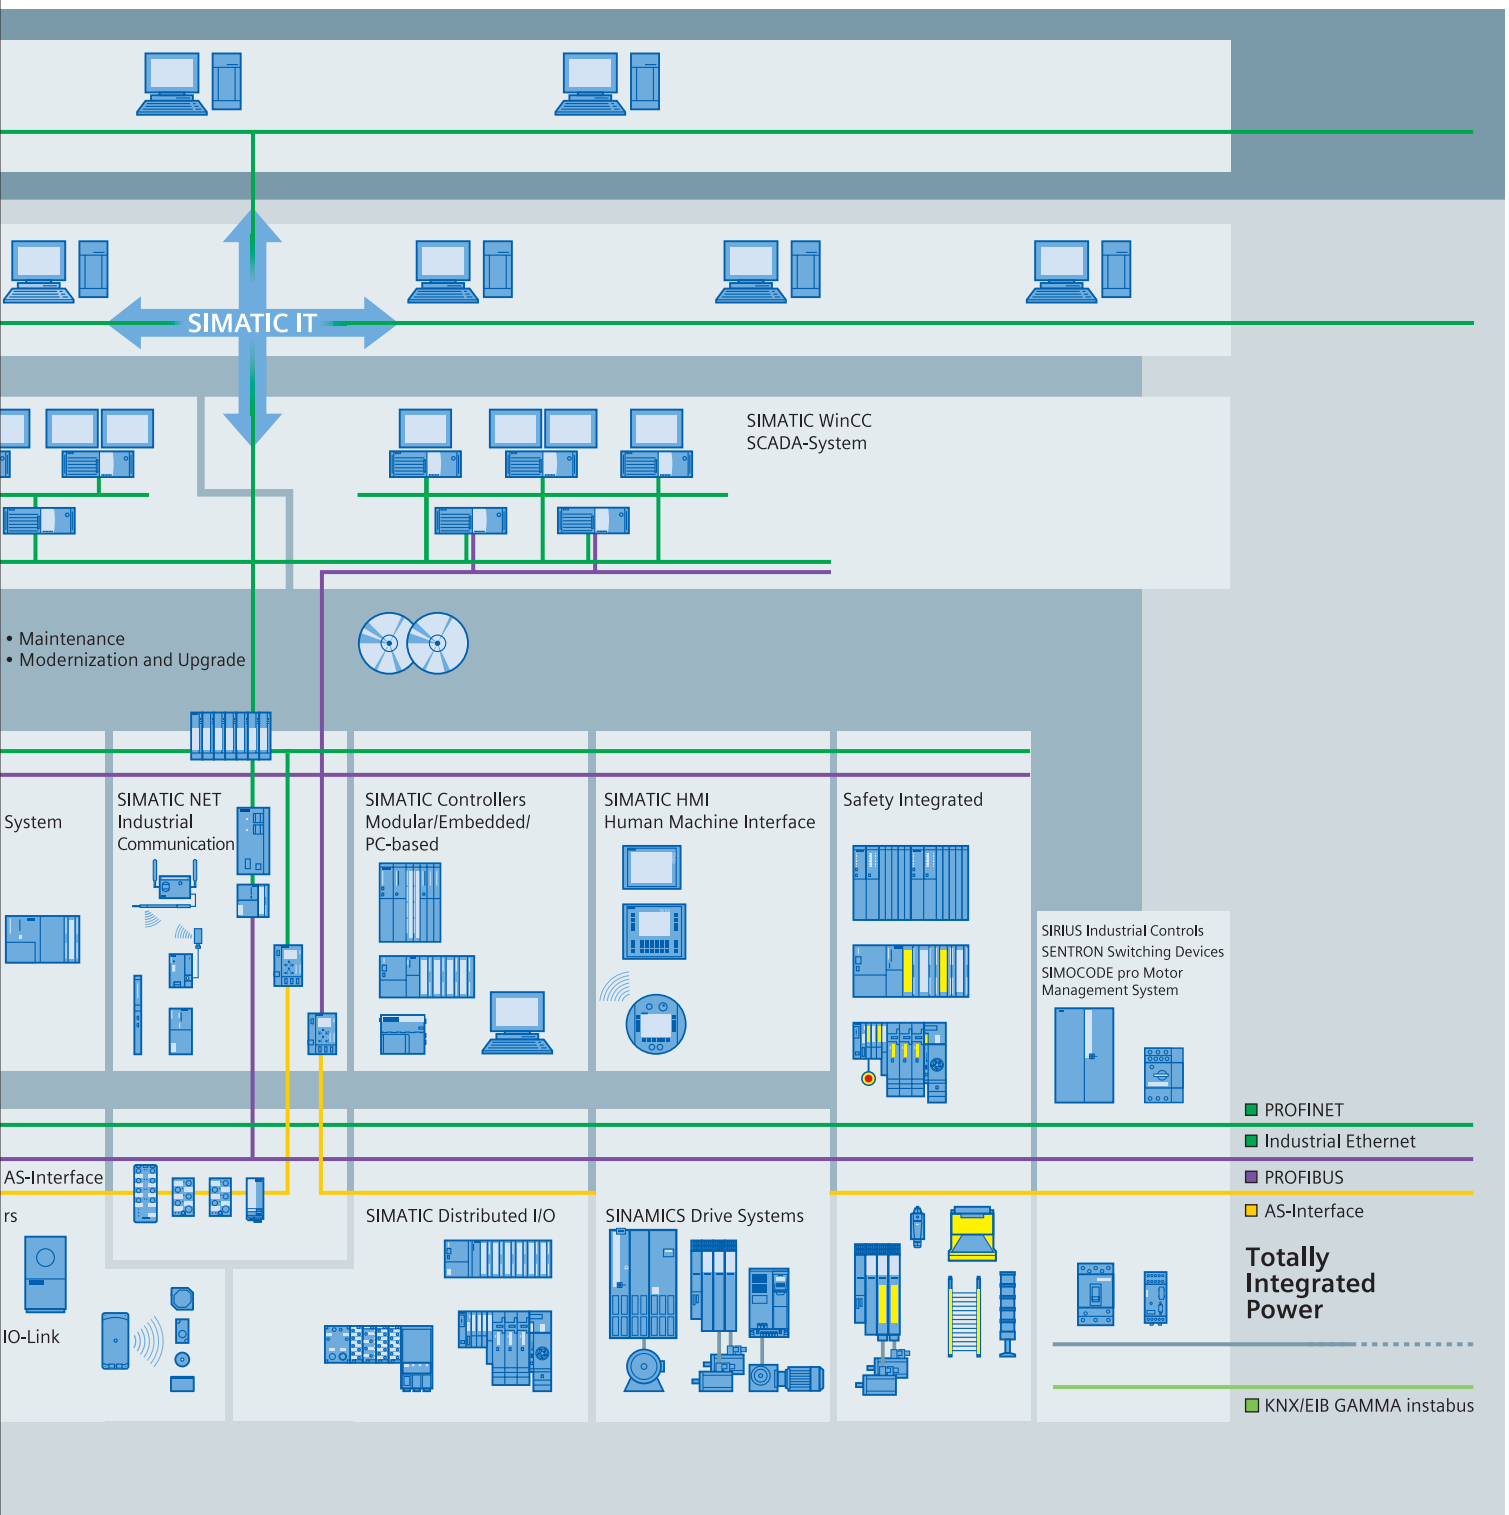 SIMATIC IT
SIMATIC WinCC
SCADA-System
• Maintenance
• Modernization and Upgrade
System
SIMATIC NET
Industrial
Communication
SIMATIC Controllers
Modular/Embedded/
PC-based
SIMATIC HMI
Human Machine Interface
Safety Integrated
SIRIUS Industrial Controls
SENTRON Switching Devices
SIMOCODE pro Motor
Management System
PROFINET
Industrial Ethernet
PROFIBUS
AS-Interface
AS-Interface
rs
IO-Link
SIMATIC Distributed I/O
SINAMICS Drive Systems
Totally
Integrated
Power
KNX/EIB GAMMA instabus